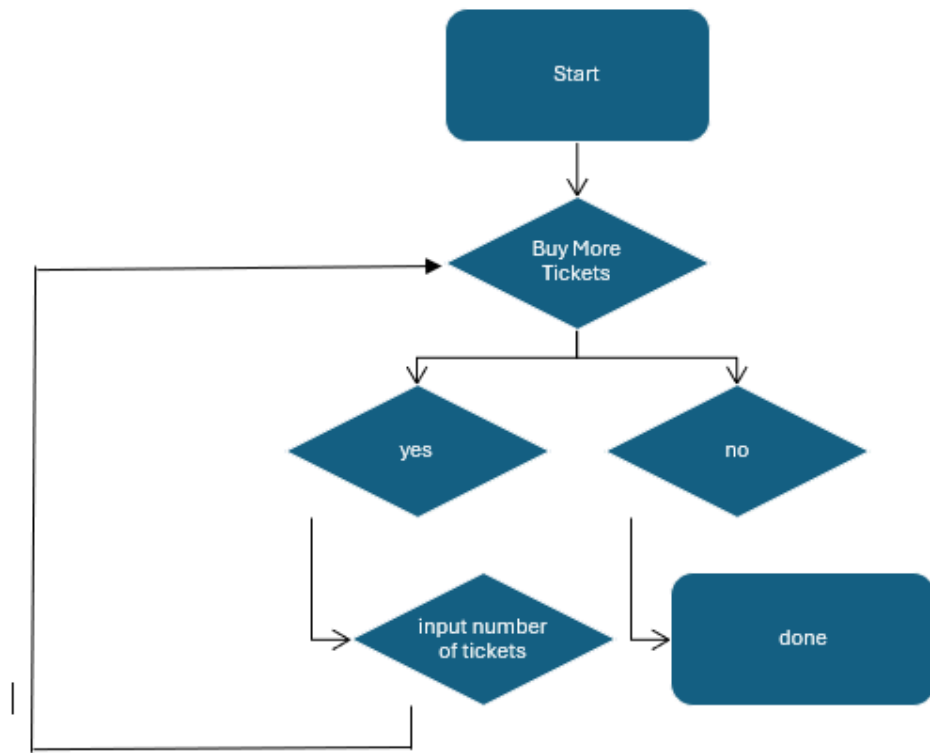 Start
Buy More
Tickets
yes
no
input number
of tickets
done